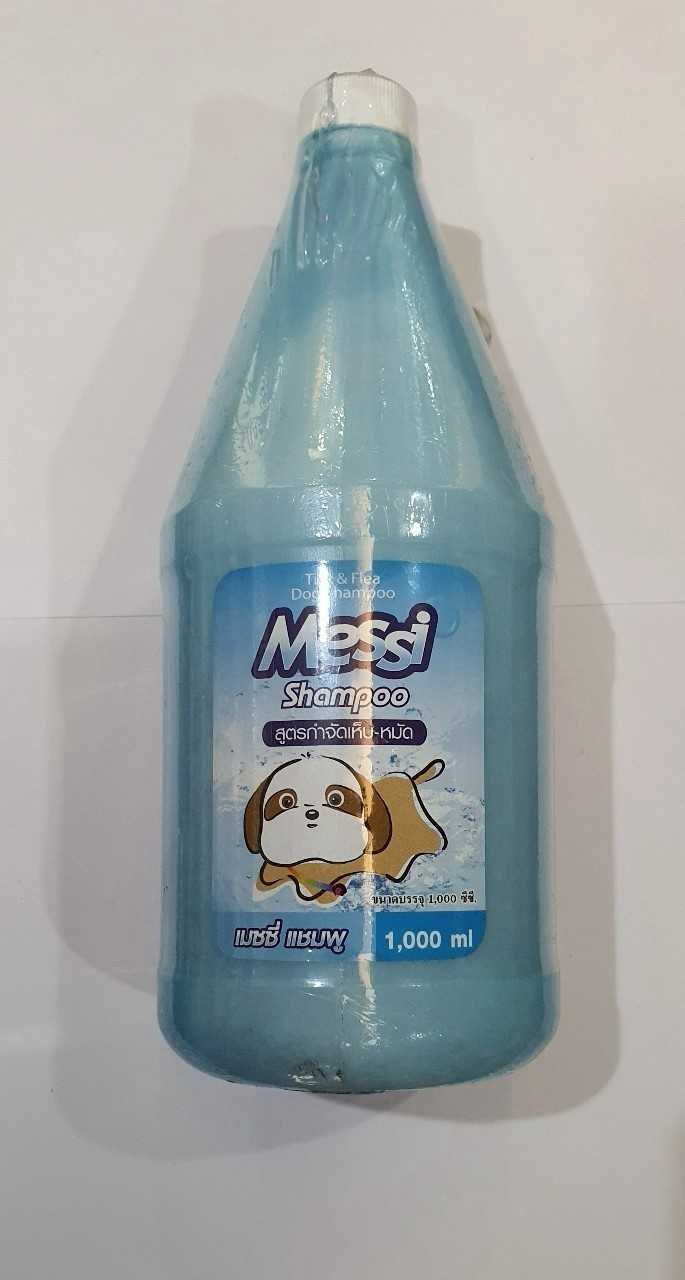 Tick & Flea
Dog Shampoo
Messi
Shampoo
สูตรกำจัดเห็บ-หมัด
ขนาดบรรจุ 1,000 ซีซี.
เมซซี่ แชมพู
1,000 ml